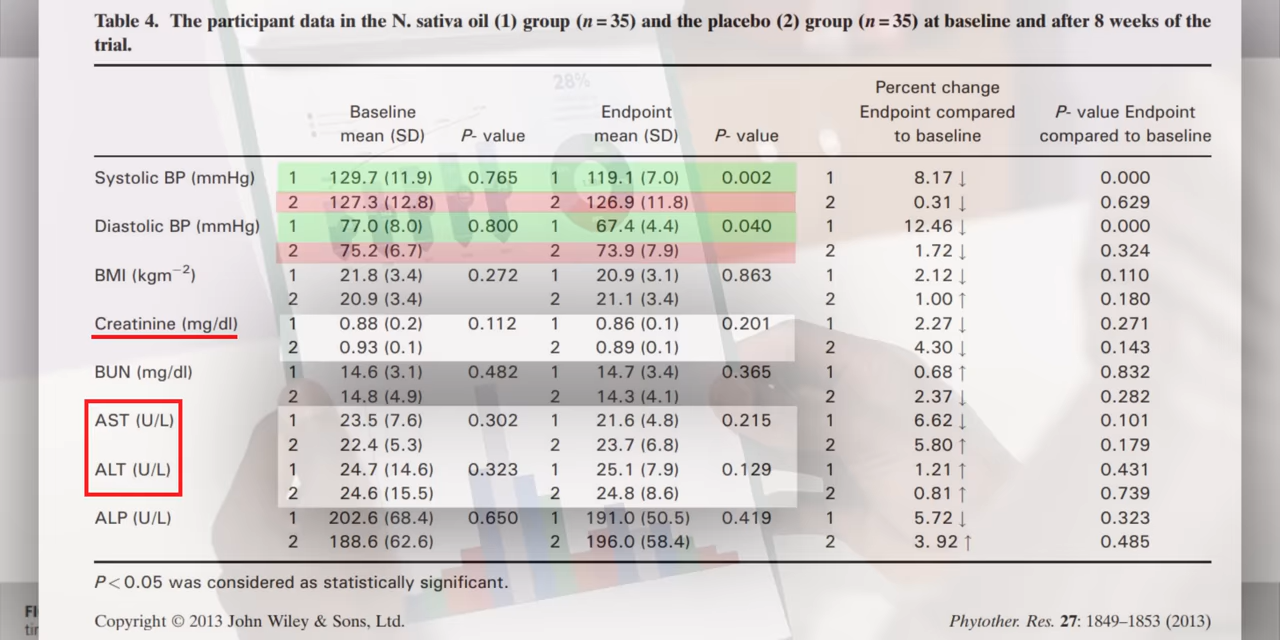 Table 4. The participant data in the N. sativa oil (1) group (n = 35) and the placebo (2) group (n = 35) at baseline and after 8 weeks of the
trial.
28%
Baseline mean (SD) P- value Endpoint mean (SD) P- value Percent change Endpoint compared to baseline P- value Endpoint compared to baseline
Systolic BP (mmHg) 1 129.7 (11.9) 0.765 1 119.1 (7.0) 0.002 1 8.17 ↓ 0.000
2 127.3 (12.8) 2 126.9 (11.8) 2 0.31 ↓ 0.629
Diastolic BP (mmHg) 1 77.0 (8.0) 0.800 1 67.4 (4.4) 0.040 1 12.46 ↓ 0.000
2 75.2 (6.7) 2 73.9 (7.9) 2 1.72 ↓ 0.324
BMI (kgm⁻²) 1 21.8 (3.4) 0.272 1 20.9 (3.1) 0.863 1 2.12 ↓ 0.110
2 20.9 (3.4) 2 21.1 (3.4) 2 1.00 ↑ 0.180
Creatinine (mg/dl) 1 0.88 (0.2) 0.112 1 0.86 (0.1) 0.201 1 2.27 ↓ 0.271
2 0.93 (0.1) 2 0.89 (0.1) 2 4.30 ↓ 0.143
BUN (mg/dl) 1 14.6 (3.1) 0.482 1 14.7 (3.4) 0.365 1 0.68 ↑ 0.832
2 14.8 (4.9) 2 14.3 (4.1) 2 2.37 ↓ 0.282
AST (U/L) 1 23.5 (7.6) 0.302 1 21.6 (4.8) 0.215 1 6.62 ↓ 0.101
2 22.4 (5.3) 2 23.7 (6.8) 2 5.80 ↑ 0.179
ALT (U/L) 1 24.7 (14.6) 0.323 1 25.1 (7.9) 0.129 1 1.21 ↑ 0.431
2 24.6 (15.5) 2 24.8 (8.6) 2 0.81 ↑ 0.739
ALP (U/L) 1 202.6 (68.4) 0.650 1 191.0 (50.5) 0.419 1 5.72 ↓ 0.323
2 188.6 (62.6) 2 196.0 (58.4) 2 3. 92 ↑ 0.485
P < 0.05 was considered as statistically significant.
Copyright © 2013 John Wiley & Sons, Ltd. Phytother. Res. 27: 1849–1853 (2013)